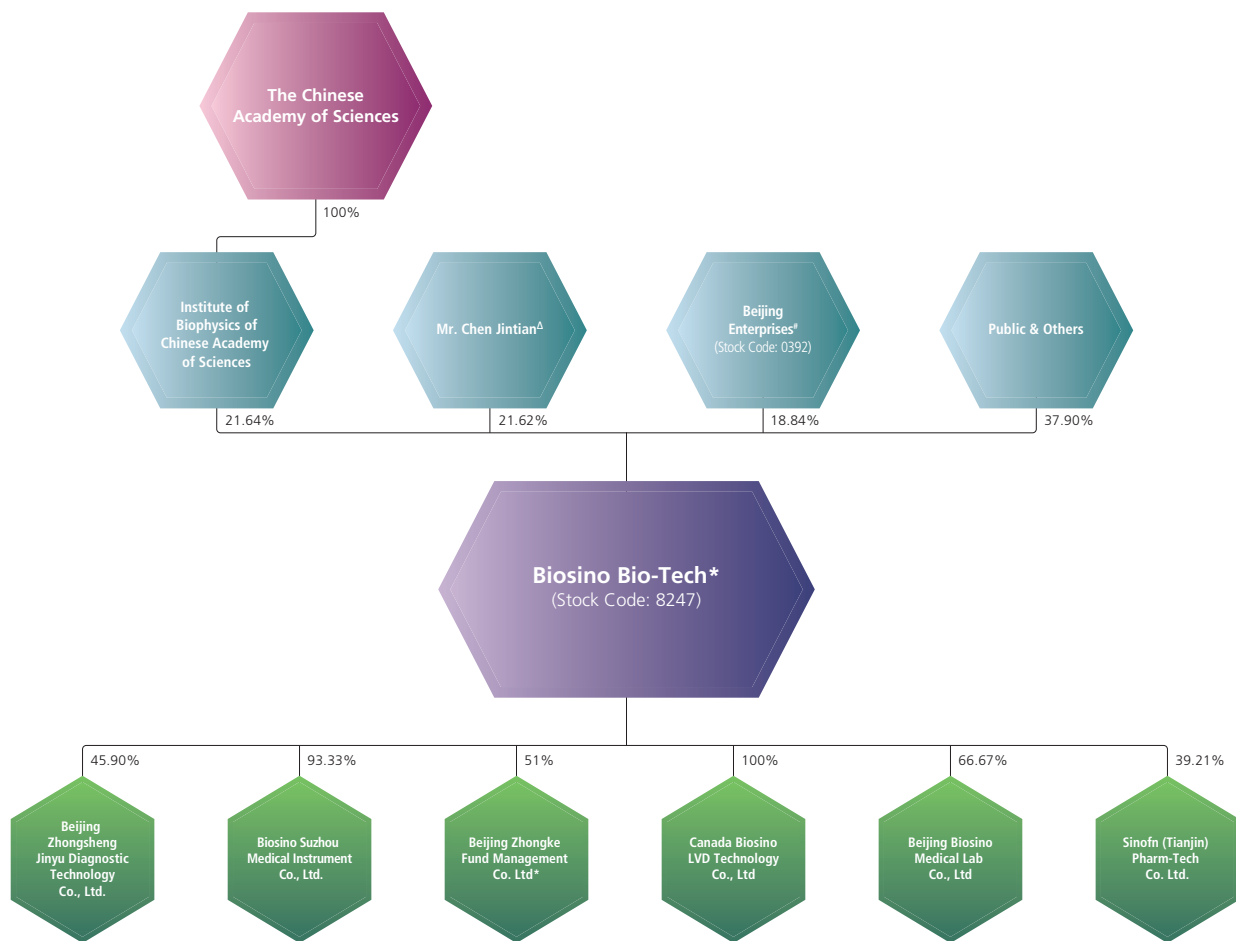 The Chinese
Academy of Sciences
100%
Institute of
Biophysics of
Chinese Academy
of Sciences
Mr. Chen Jintian^Δ
Beijing
Enterprises#
(Stock Code: 0392)
Public & Others
21.64%
21.62%
18.84%
37.90%
Biosino Bio-Tech*
(Stock Code: 8247)
45.90%
93.33%
51%
100%
66.67%
39.21%
Beijing
Zhongsheng
Jinyu Diagnostic
Technology
Co., Ltd.
Biosino Suzhou
Medical Instrument
Co., Ltd.
Beijing Zhongke
Fund Management
Co. Ltd*
Canada Biosino
LVD Technology
Co., Ltd
Beijing Biosino
Medical Lab
Co., Ltd
Sinofn (Tianjin)
Pharm-Tech
Co. Ltd.